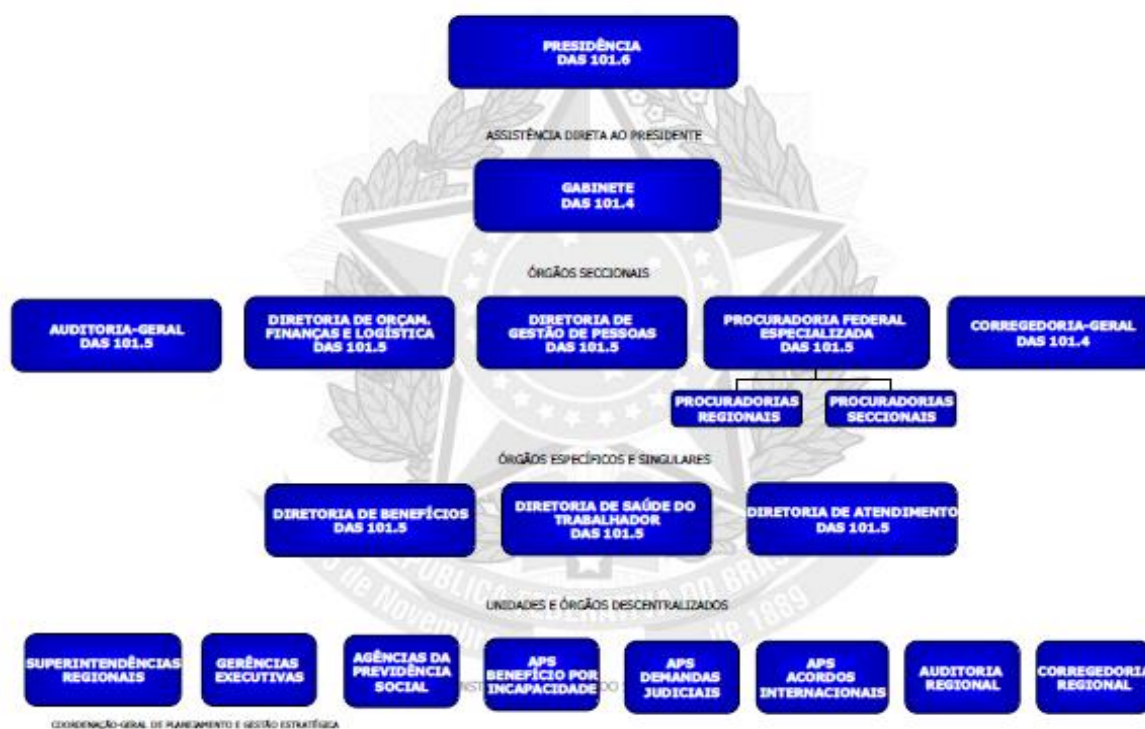 PRESIDÊNCIA
DAS 101.6
ASSISTÊNCIA DIRETA AO PRESIDENTE
GABINETE
DAS 101.4
ÓRGÃOS SECCIONAIS
AUDITORIA-GERAL
DAS 101.5
DIRETORIA DE ORÇAM.
FINANÇAS E LOGÍSTICA
DAS 101.5
DIRETORIA DE
GESTÃO DE PESSOAS
DAS 101.5
PROCURADORIA FEDERAL
ESPECIALIZADA
DAS 101.5
CORREGEDORIA-GERAL
DAS 101.4
PROCURADORIAS
REGIONAIS
PROCURADORIAS
SECCIONAIS
ÓRGÃOS ESPECÍFICOS E SINGULARES
DIRETORIA DE BENEFÍCIOS
DAS 101.5
DIRETORIA DE SAÚDE DO
TRABALHADOR
DAS 101.5
DIRETORIA DE ATENDIMENTO
DAS 101.5
UNIDADES E ÓRGÃOS DESCENTRALIZADOS
SUPERINTENDÊNCIAS
REGIONAIS
GERÊNCIAS
EXECUTIVAS
AGÊNCIAS DA
PREVIDÊNCIA
SOCIAL
APS
BENEFÍCIO POR
INCAPACIDADE
APS
DEMANDAS
JUDICIAIS
APS
ACORDOS
INTERNACIONAIS
AUDITORIA
REGIONAL
CORREGEDORIA
REGIONAL
COORDENAÇÃO-GERAL DE PLANEJAMENTO E GESTÃO ESTRATÉGICA